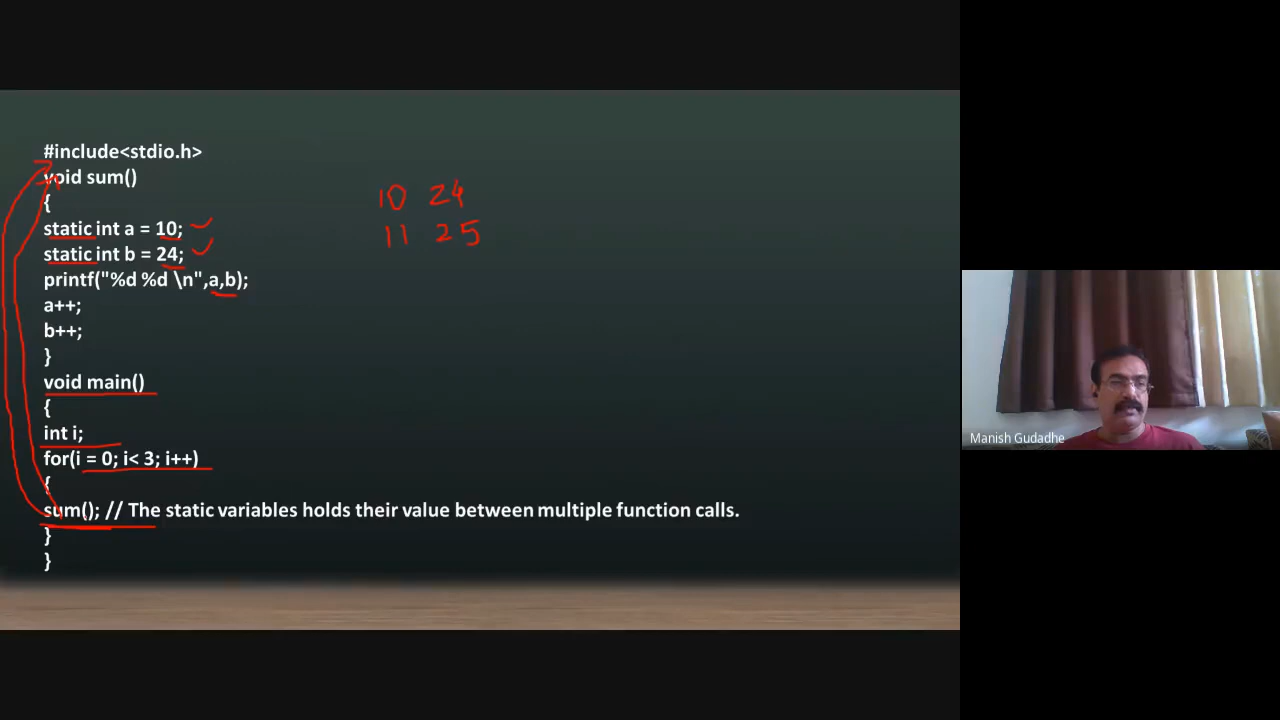 #include<stdio.h>
void sum()
{
static int a = 10;
static int b = 24;
printf("%d %d \n",a,b);
a++;
b++;
}
void main()
{
int i;
for(i = 0; i< 3; i++)
{
sum(); // The static variables holds their value between multiple function calls.
}
}
10 24
11 25
Manish Gudadhe